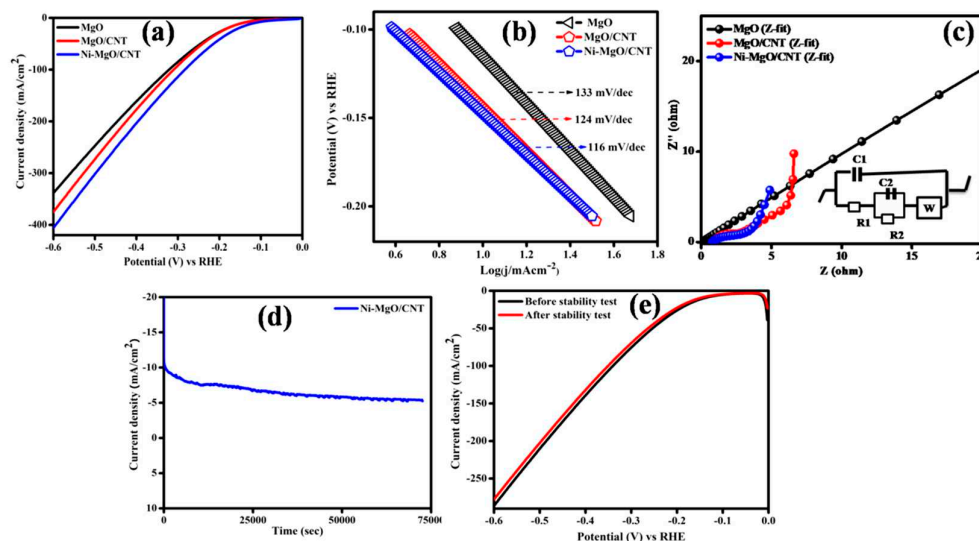 (a)
MgO
MgO/CNT
Ni-MgO/CNT
Current density (mA/cm²)
0
-100
-200
-300
-400
-0.6 -0.5 -0.4 -0.3 -0.2 -0.1 0.0
Potential (V) vs RHE
(b)
MgO
MgO/CNT
Ni-MgO/CNT
Potential (V) vs RHE
-0.10
-0.15
-0.20
133 mV/dec
124 mV/dec
116 mV/dec
0.6 0.8 1.0 1.2 1.4 1.6 1.8
Log(j/mAcm⁻²)
(c)
MgO (Z-fit)
MgO/CNT (Z-fit)
Ni-MgO/CNT (Z-fit)
Z'' (ohm)
20
10
0
C1
C2
W
R1
R2
0 5 10 15 20
Z (ohm)
(d)
Ni-MgO/CNT
Current density (mA/cm²)
-20
-15
-10
-5
0
5
10
0 25000 50000 75000
Time (sec)
(e)
Before stability test
After stability test
Current density (mA/cm²)
0
-50
-100
-150
-200
-250
-0.6 -0.5 -0.4 -0.3 -0.2 -0.1 0.0
Potential (V) vs RHE